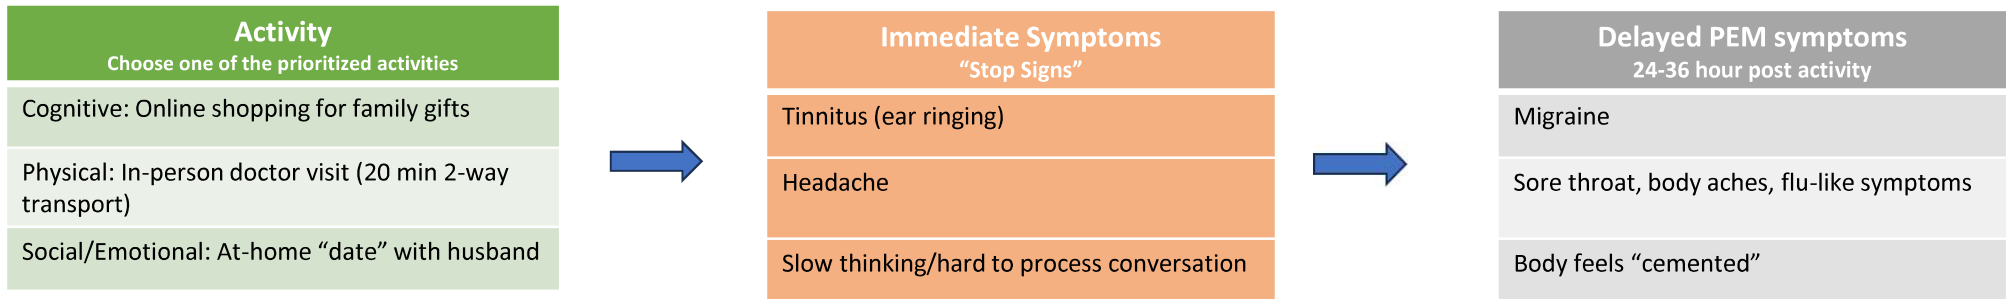 Activity
Choose one of the prioritized activities
Cognitive: Online shopping for family gifts
Physical: In-person doctor visit (20 min 2-way
transport)
Social/Emotional: At-home “date” with husband
Immediate Symptoms
“Stop Signs”
Tinnitus (ear ringing)
Headache
Slow thinking/hard to process conversation
Delayed PEM symptoms
24-36 hour post activity
Migraine
Sore throat, body aches, flu-like symptoms
Body feels “cemented”